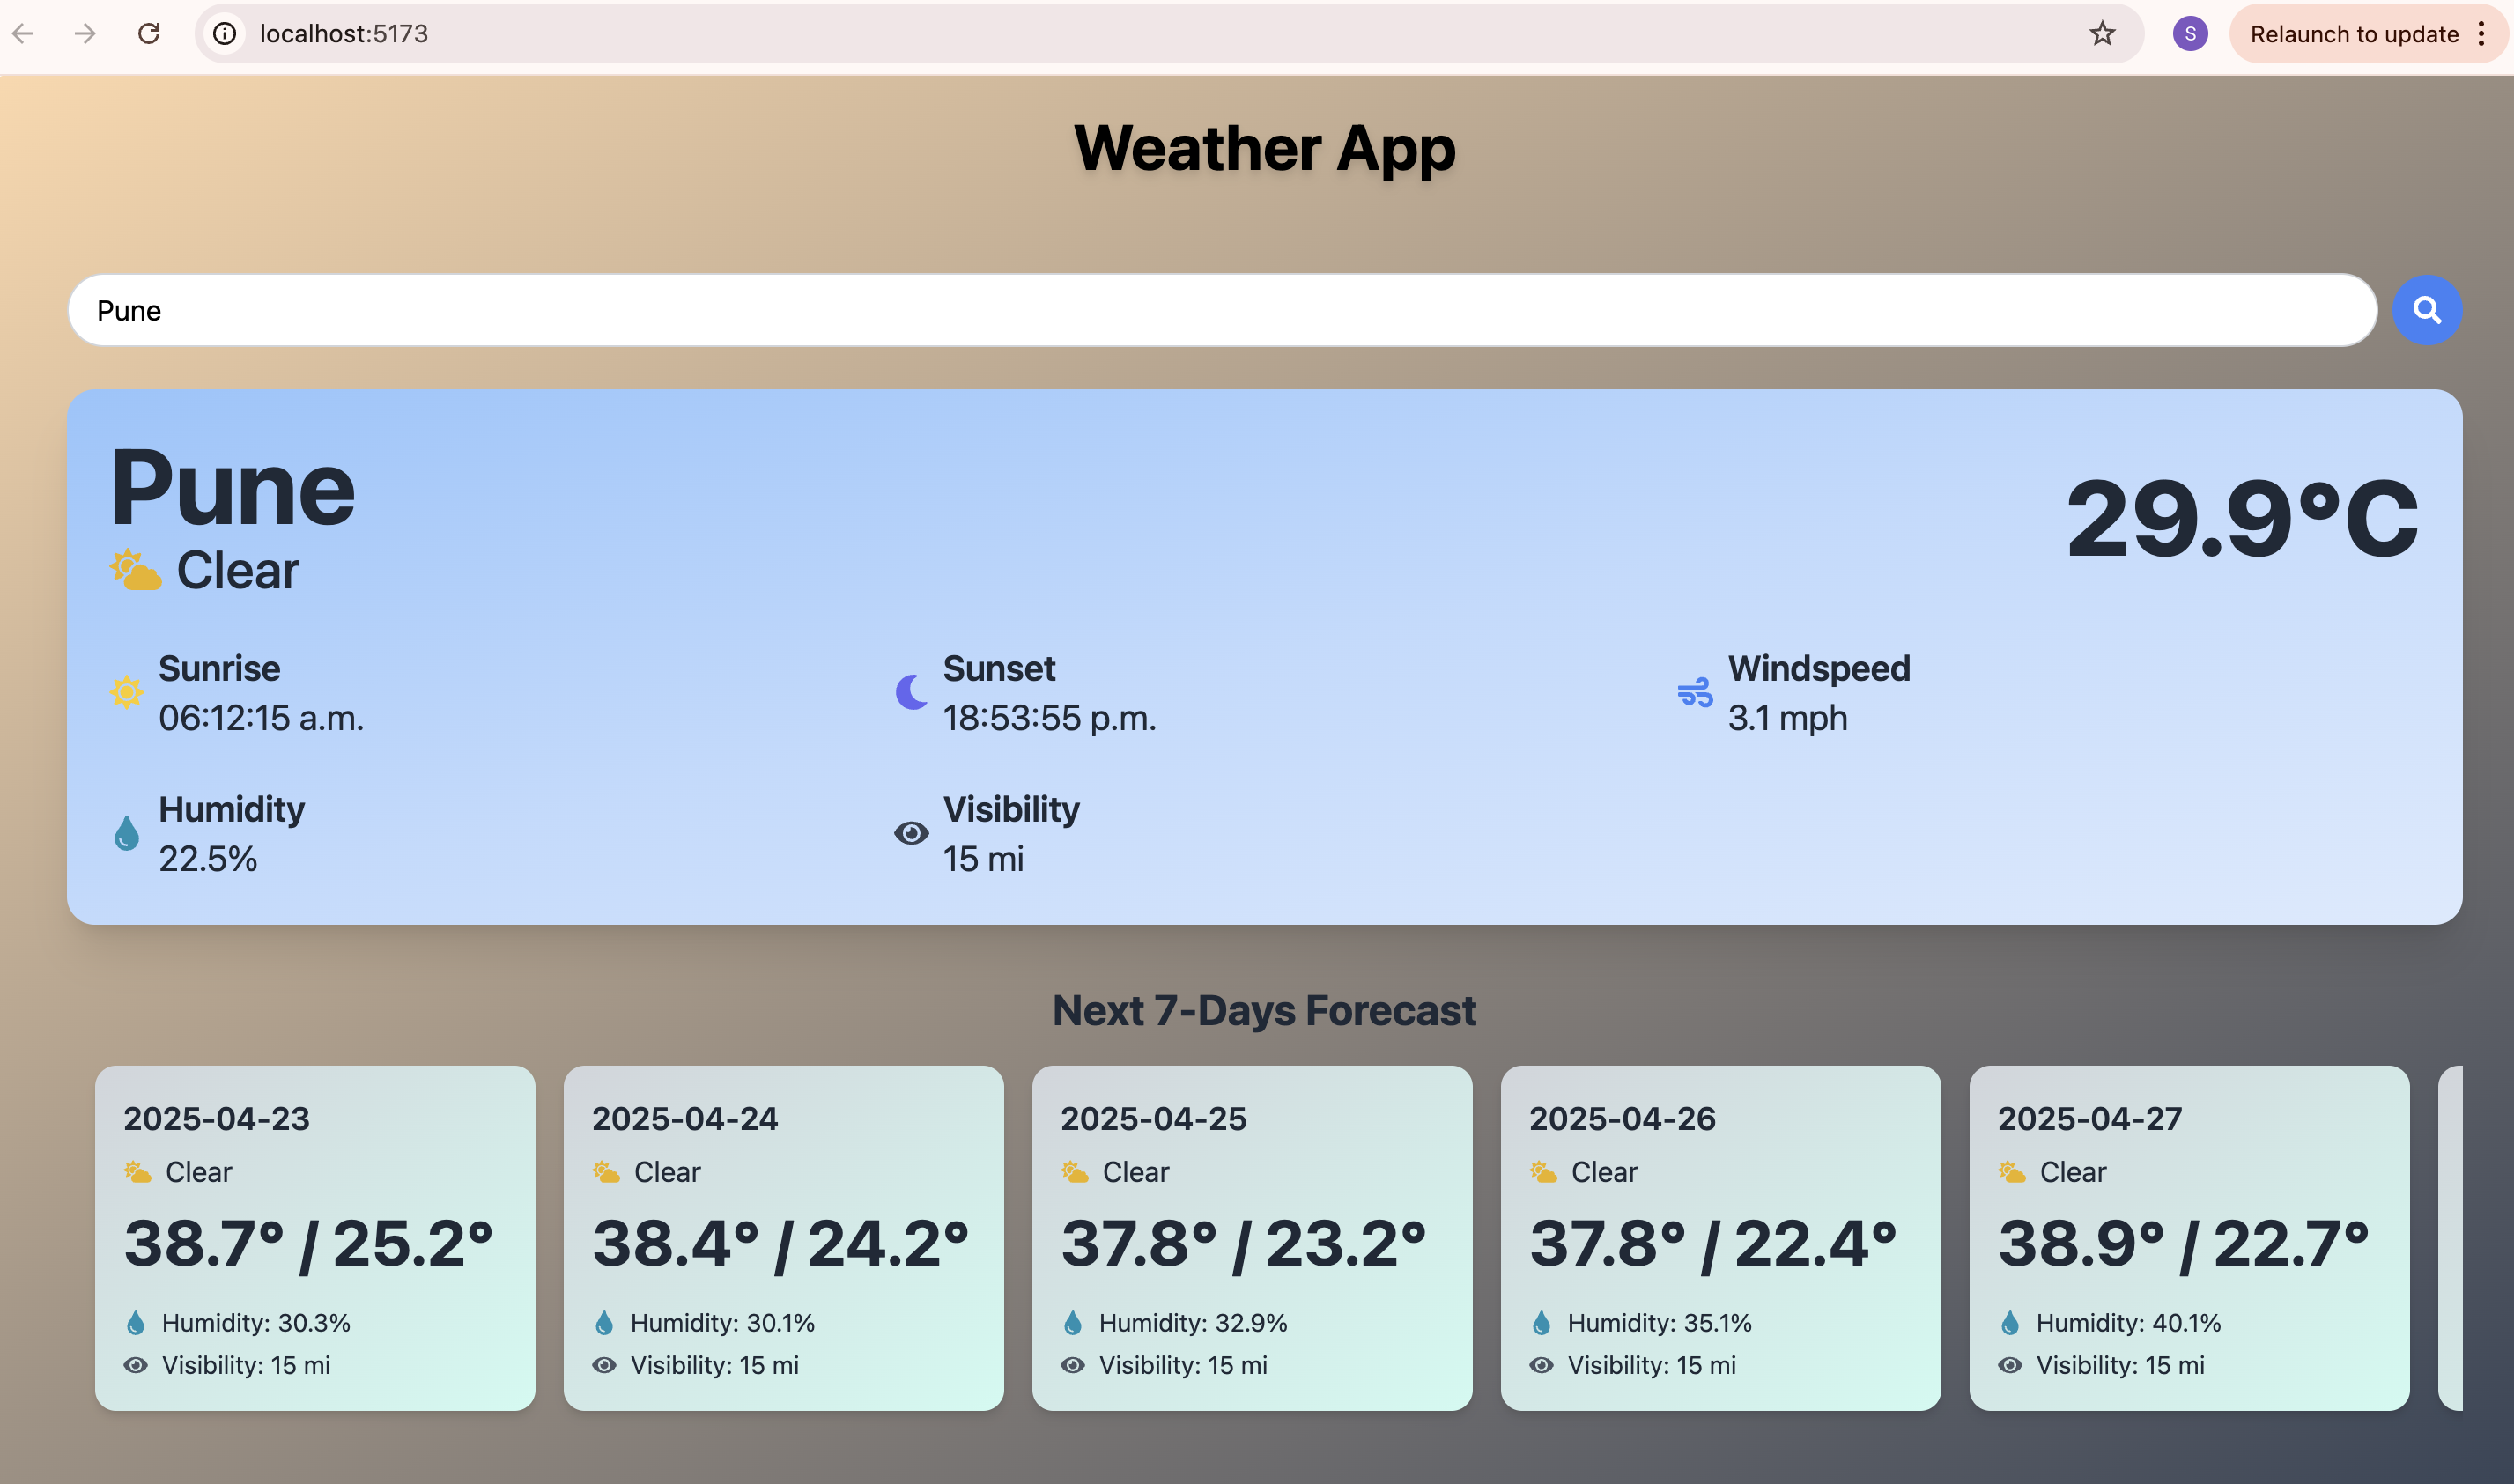 localhost:5173
S
Relaunch to update
Weather App
Pune
Pune
29.9°C
Clear
Sunrise
06:12:15 a.m.
Sunset
18:53:55 p.m.
Windspeed
3.1 mph
Humidity
22.5%
Visibility
15 mi
Next 7-Days Forecast
2025-04-23
Clear
38.7° / 25.2°
Humidity: 30.3%
Visibility: 15 mi
2025-04-24
Clear
38.4° / 24.2°
Humidity: 30.1%
Visibility: 15 mi
2025-04-25
Clear
37.8° / 23.2°
Humidity: 32.9%
Visibility: 15 mi
2025-04-26
Clear
37.8° / 22.4°
Humidity: 35.1%
Visibility: 15 mi
2025-04-27
Clear
38.9° / 22.7°
Humidity: 40.1%
Visibility: 15 mi